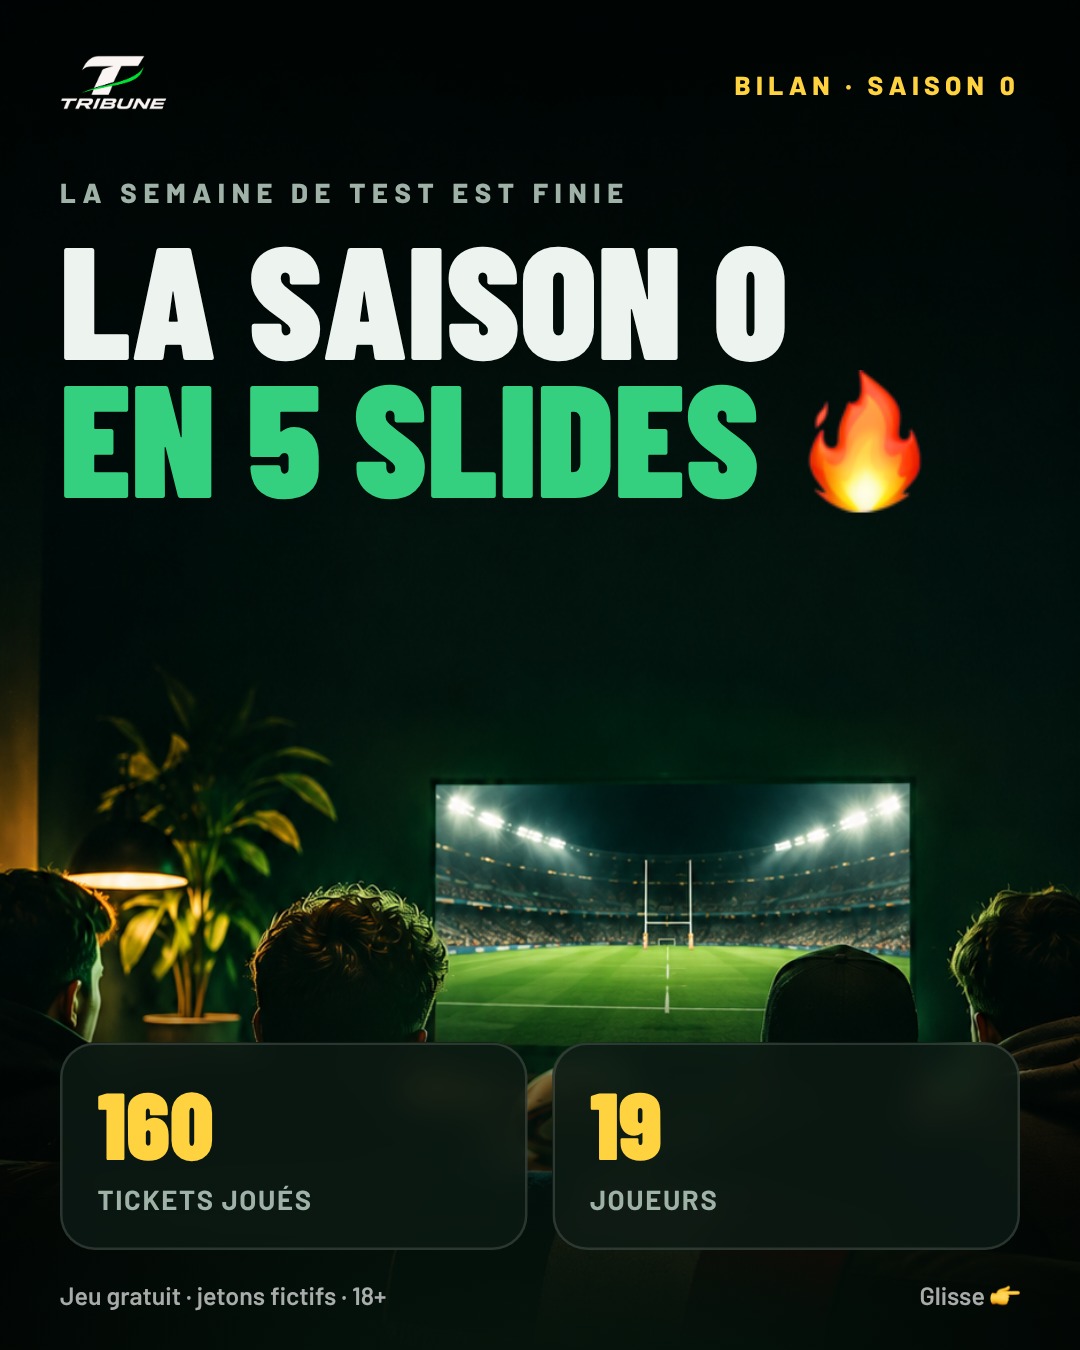 TRIBUNE
BILAN · SAISON 0
LA SEMAINE DE TEST EST FINIE
LA SAISON 0
EN 5 SLIDES 🔥
160
TICKETS JOUÉS
19
JOUEURS
Jeu gratuit · jetons fictifs · 18+
Glisse 👉